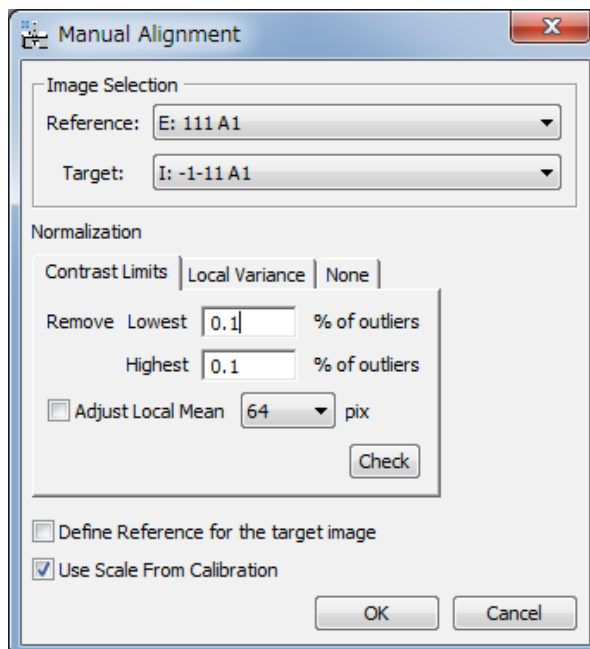 Manual Alignment
Image Selection
Reference: E: 111 A1
Target: I: -1-11 A1
Normalization
Contrast Limits Local Variance None
Remove Lowest 0.1 % of outliers
Highest 0.1 % of outliers
Adjust Local Mean 64 pix
Check
Define Reference for the target image
Use Scale From Calibration
OK Cancel